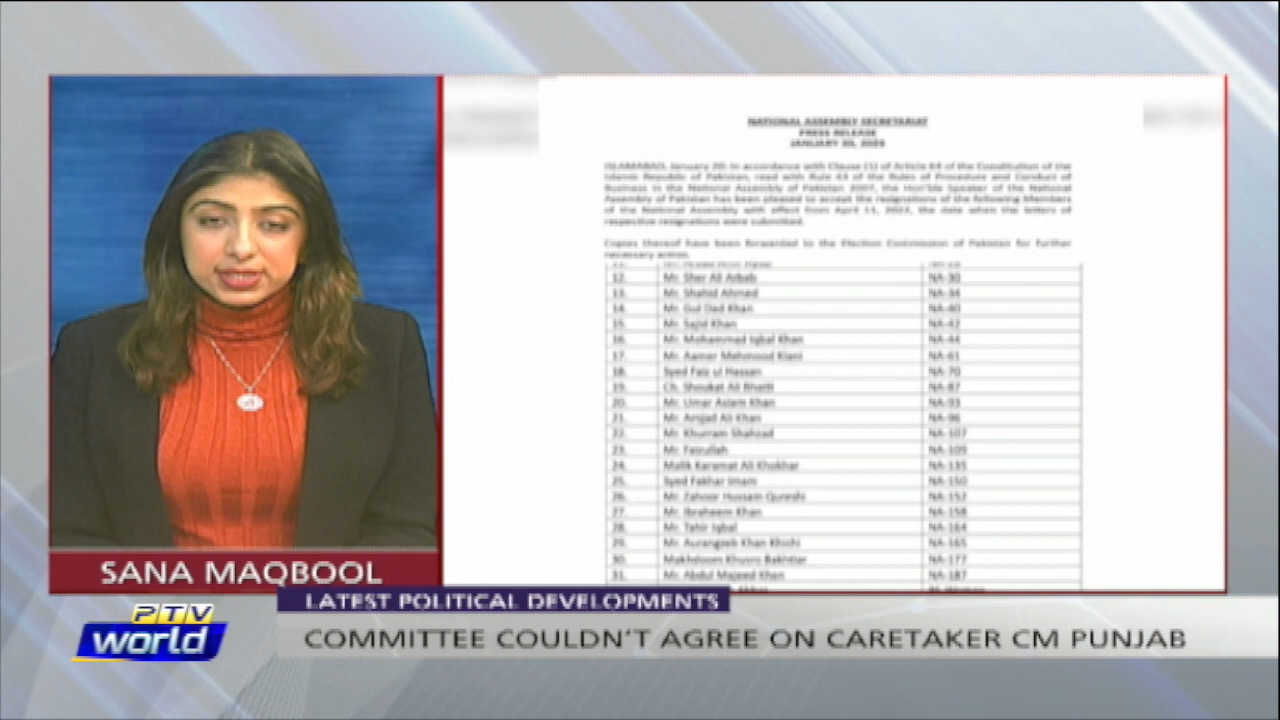 NATIONAL ASSEMBLY SECRETARIAT
PRESS RELEASE
JANUARY 20, 2023
ISLAMABAD, January 20: In accordance with Clause (1) of Article 64 of the Constitution of the
Islamic Republic of Pakistan, read with Rule 43 of the Rules of Procedure and Conduct of
Business in the National Assembly of Pakistan 2007, the Hon'ble Speaker of the National
Assembly of Pakistan has been pleased to accept the resignations of the following Members
of the National Assembly with effect from April 11, 2022, the date when the letters of
respective resignations were submitted.
Copies thereof have been forwarded to the Election Commission of Pakistan for further
necessary action.
12. Mr. Sher Ali Arbab NA-30
13. Mr. Shahid Ahmed NA-34
14. Mr. Gul Dad Khan NA-40
15. Mr. Sajid Khan NA-42
16. Mr. Mohammad Iqbal Khan NA-44
17. Mr. Aamer Mehmood Kiani NA-61
18. Syed Faiz ul Hassan NA-70
19. Ch. Shoukat Ali Bhatti NA-87
20. Mr. Umar Aslam Khan NA-93
21. Mr. Amjad Ali Khan NA-96
22. Mr. Khurram Shahzad NA-107
23. Mr. Faizullah NA-109
24. Malik Karamat Ali Khokhar NA-135
25. Syed Fakhar Imam NA-150
26. Mr. Zahoor Hussain Qureshi NA-152
27. Mr. Ibraheem Khan NA-158
28. Mr. Tahir Iqbal NA-164
29. Mr. Aurangzeb Khan Khichi NA-165
30. Makhdoom Khusro Bakhtiar NA-177
31. Mr. Abdul Majeed Khan NA-187
SANA MAQBOOL
LATEST POLITICAL DEVELOPMENTS
PTV
world
COMMITTEE COULDN'T AGREE ON CARETAKER CM PUNJAB